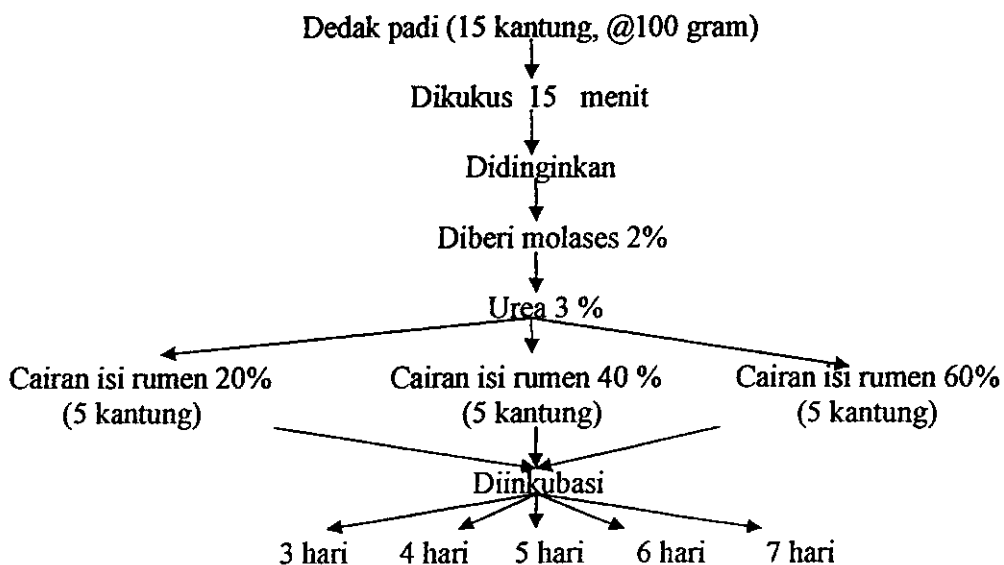 Dedak padi (15 kantung, @100 gram)
Dikukus 15 menit
Didinginkan
Diberi molases 2%
Urea 3 %
Cairan isi rumen 20% Cairan isi rumen 40 % Cairan isi rumen 60%
(5 kantung) (5 kantung) (5 kantung)
Diinkubasi
3 hari 4 hari 5 hari 6 hari 7 hari